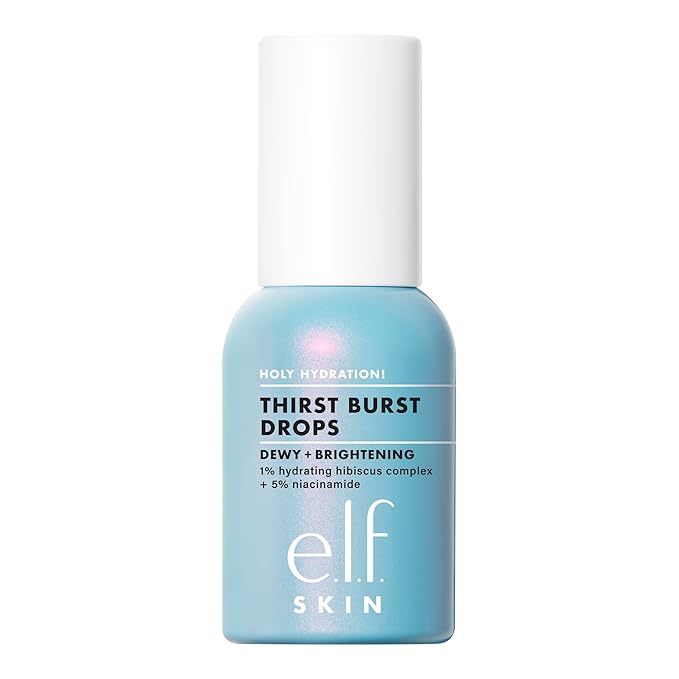 HOLY HYDRATION!
THIRST BURST
DROPS
DEWY + BRIGHTENING
1% hydrating hibiscus complex
+ 5% niacinamide
e.l.f.
SKIN